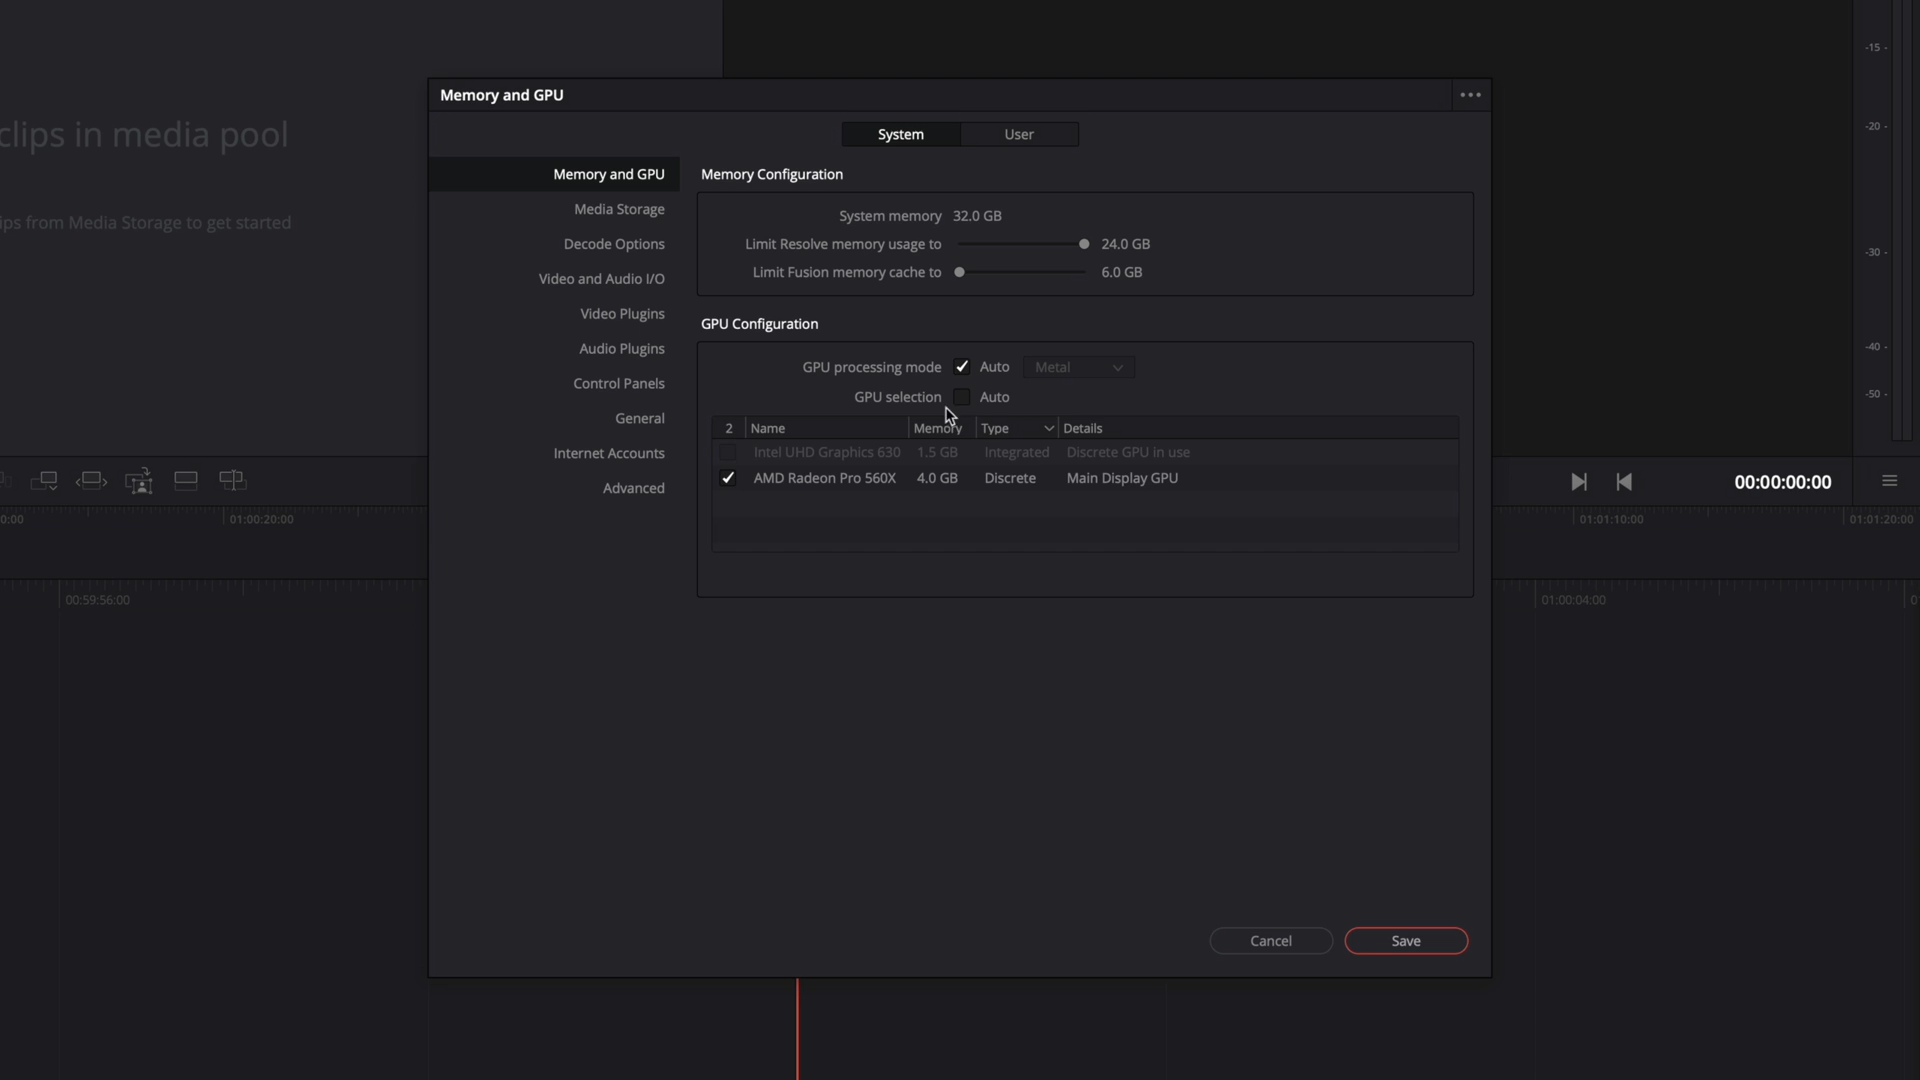 clips in media pool
ips from Media Storage to get started
Memory and GPU
System
User
Memory and GPU
Media Storage
Decode Options
Video and Audio I/O
Video Plugins
Audio Plugins
Control Panels
General
Internet Accounts
Advanced
Memory Configuration
System memory 32.0 GB
Limit Resolve memory usage to 24.0 GB
Limit Fusion memory cache to 6.0 GB
GPU Configuration
GPU processing mode Auto Metal
GPU selection Auto
2 Name Memory Type Details
Intel UHD Graphics 630 1.5 GB Integrated Discrete GPU in use
AMD Radeon Pro 560X 4.0 GB Discrete Main Display GPU
Cancel
Save
-15
-20
-30
-40
-50
00:00:00:00
0:00
01:00:20:00
01:01:10:00
01:01:20:00
00:59:56:00
01:00:04:00